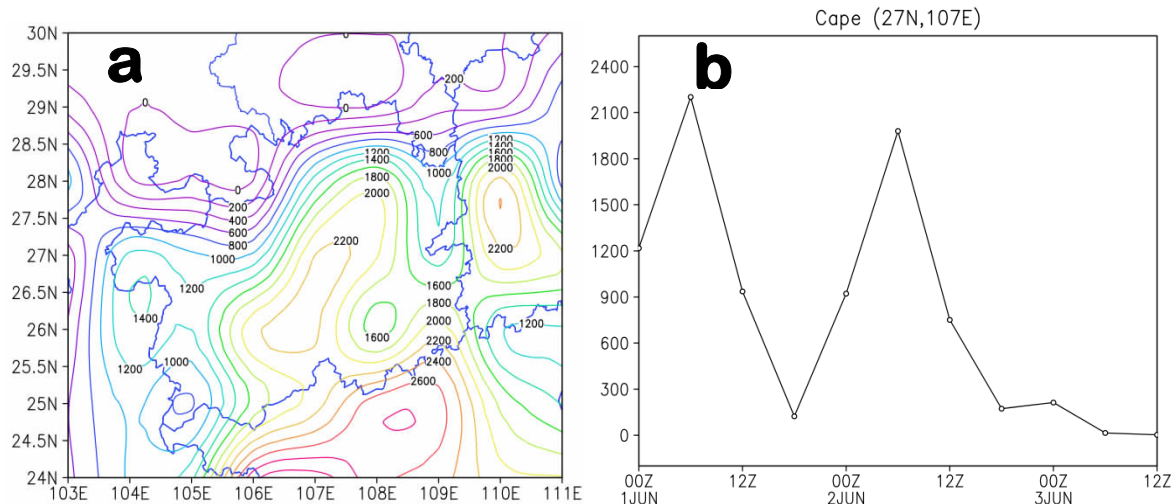 Cape (27N,107E)
a
b
30N
29.5N
29N
28.5N
28N
27.5N
27N
26.5N
26N
25.5N
25N
24.5N
24N
103E 104E 105E 106E 107E 108E 109E 110E 111E
0
200
0
0
600
1200
800
1200
1400
1400
1600
1800
1000
1800
2000
2000
0
200
400
600
800
2200
2200
1000
1200
1600
1800
1400
2000
1200
1600
2200
1000
2400
1200
2600
2400
2100
1800
1500
1200
900
600
300
0
00Z 12Z 00Z 12Z 00Z 12Z
1JUN 2JUN 3JUN